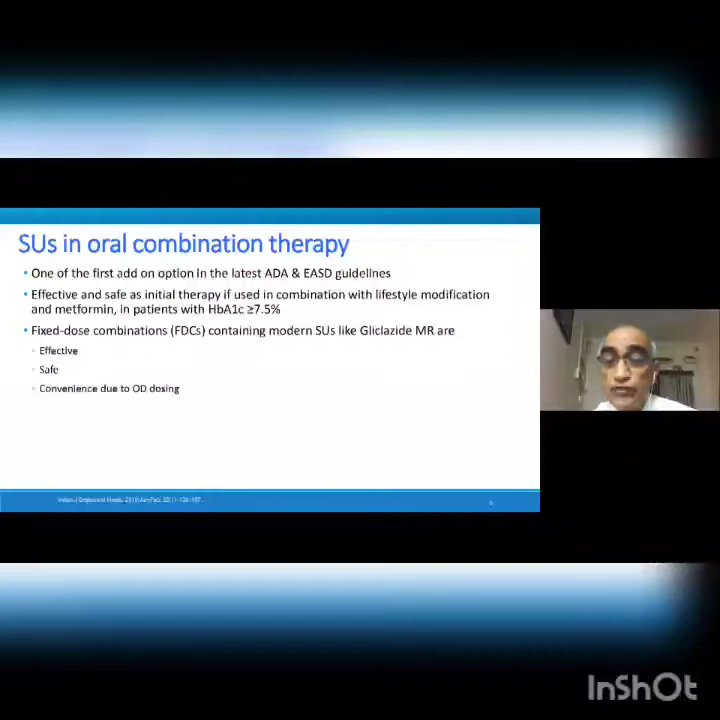 SUs in oral combination therapy
• One of the first add on option in the latest ADA & EASD guidelines
• Effective and safe as initial therapy if used in combination with lifestyle modification
and metformin, in patients with HbA1c ≥7.5%
• Fixed-dose combinations (FDCs) containing modern SUs like Gliclazide MR are
◦ Effective
◦ Safe
◦ Convenience due to OD dosing
InShOt